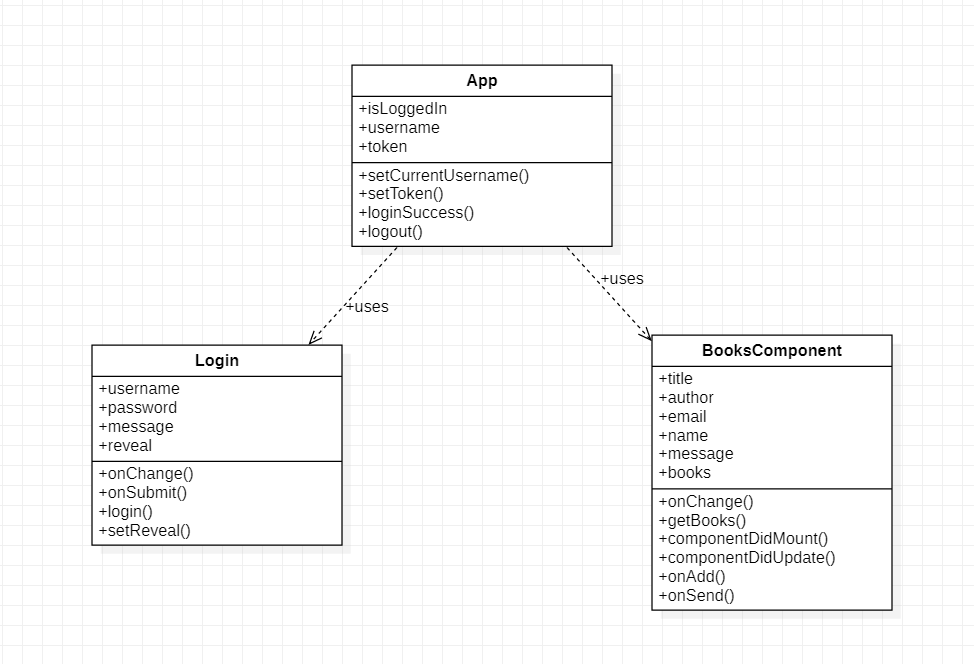 App
+isLoggedIn
+username
+token
+setCurrentUsername()
+setToken()
+loginSuccess()
+logout()
+uses
+uses
Login
+username
+password
+message
+reveal
+onChange()
+onSubmit()
+login()
+setReveal()
BooksComponent
+title
+author
+email
+name
+message
+books
+onChange()
+getBooks()
+componentDidMount()
+componentDidUpdate()
+onAdd()
+onSend()